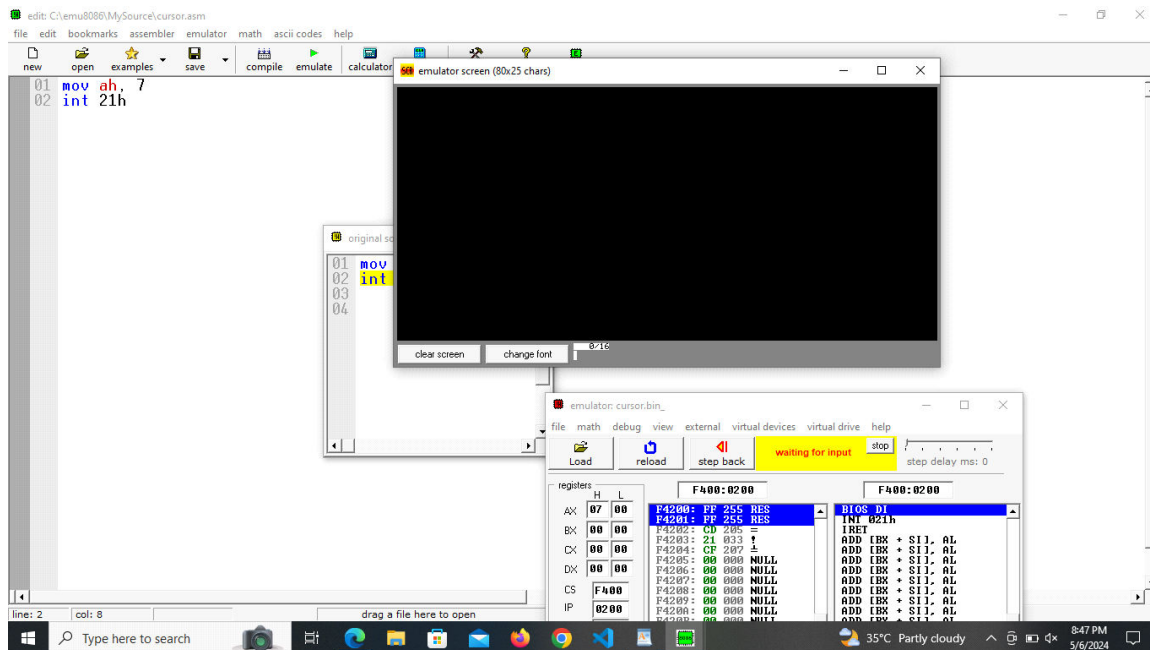 edit: C:\emu8086\MySource\cursor.asm
file edit bookmarks assembler emulator math ascii codes help
new open examples save compile emulate calculator
01 mov ah, 7
02 int 21h
emulator screen (80x25 chars)
clear screen change font 0/16
original
01 mov
02 int
03
04
emulator: cursor.bin_
file math debug view external virtual devices virtual drive help
Load reload step back waiting for input stop step delay ms: 0
registers F400:0200 F400:0200
H L
AX 07 00
BX 00 00
CX 00 00
DX 00 00
CS F400
IP 0200
F4200: FF 255 RES
F4201: FF 255 RES
F4202: CD 205 =
F4203: 21 033 !
F4204: CF 207 ╧
F4205: 00 000 NULL
F4206: 00 000 NULL
F4207: 00 000 NULL
F4208: 00 000 NULL
F4209: 00 000 NULL
F420A: 00 000 NULL
BIOS DI
INT 021h
IRET
ADD [BX + SI], AL
ADD [BX + SI], AL
ADD [BX + SI], AL
ADD [BX + SI], AL
ADD [BX + SI], AL
ADD [BX + SI], AL
ADD [BX + SI], AL
ADD [BX + SI], AL
line: 2 col: 8 drag a file here to open
Type here to search 35°C Partly cloudy 8:47 PM
5/6/2024